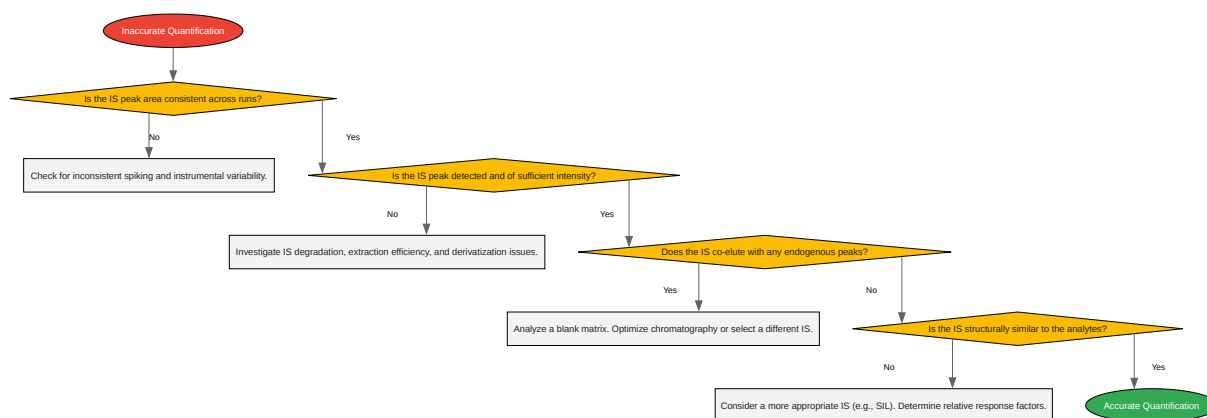 Inaccurate Quantification
Is the IS peak area consistent across runs?
No
Yes
Check for inconsistent spiking and instrumental variability.
Is the IS peak detected and of sufficient intensity?
No
Yes
Investigate IS degradation, extraction efficiency, and derivatization issues.
Does the IS co-elute with any endogenous peaks?
Yes
No
Analyze a blank matrix. Optimize chromatography or select a different IS.
Is the IS structurally similar to the analytes?
No
Yes
Consider a more appropriate IS (e.g., SIL). Determine relative response factors.
Accurate Quantification